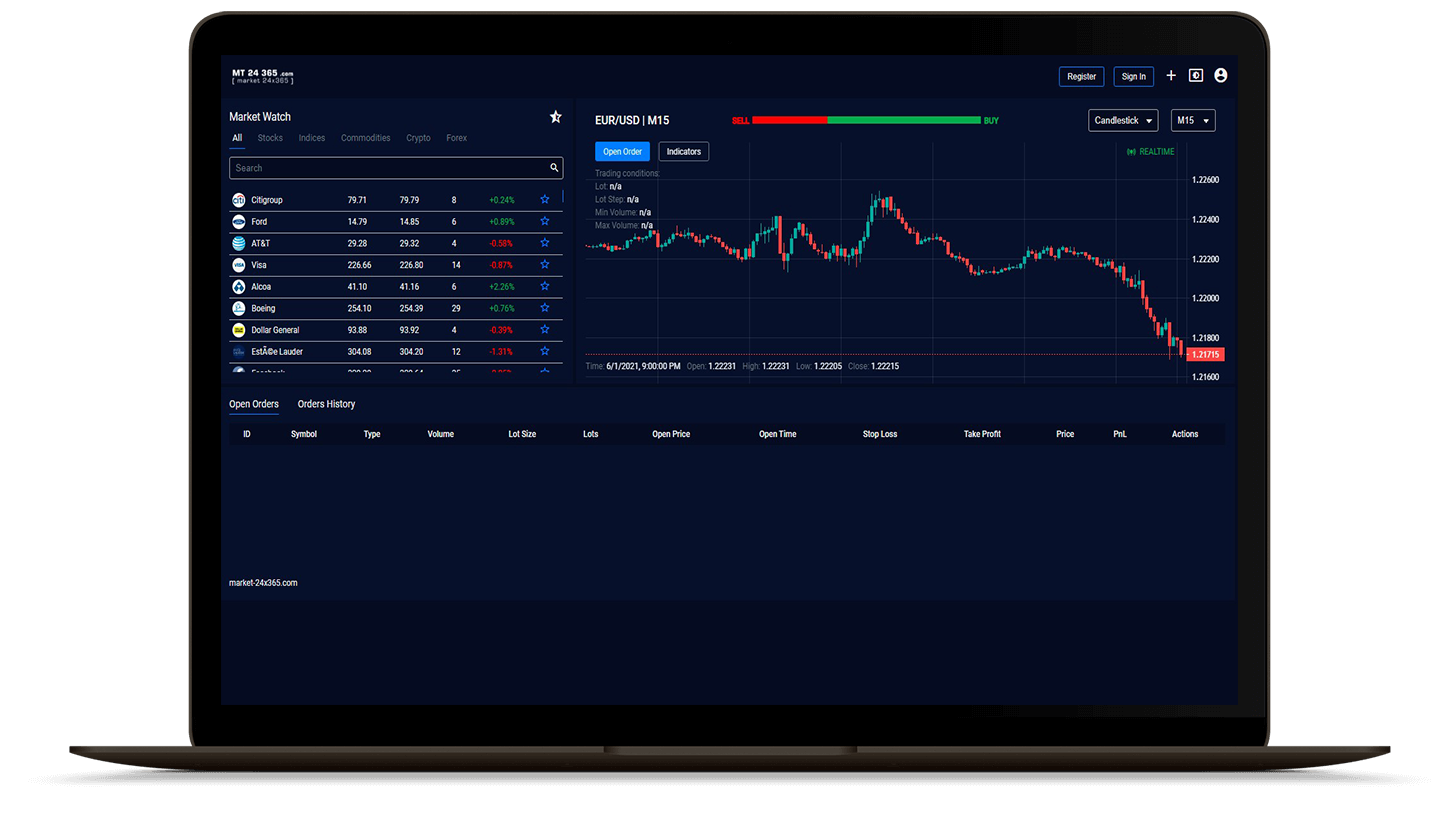 MT 24 365 .com
[ market 24x365 ]
Register
Sign In
Market Watch
All Stocks Indices Commodities Crypto Forex
Search
Citigroup 79.71 79.79 8 +0.24%
Ford 14.79 14.85 6 +0.89%
AT&T 29.28 29.32 4 -0.58%
Visa 226.66 226.80 14 -0.87%
Alcoa 41.10 41.16 6 +2.26%
Boeing 254.10 254.39 29 +0.76%
Dollar General 93.88 93.92 4 -0.39%
EstÃ©e Lauder 304.08 304.20 12 -1.31%
EUR/USD | M15
SELL BUY
Candlestick M15
Open Order Indicators
REALTIME
Trading conditions:
Lot: n/a
Lot Step: n/a
Min Volume: n/a
Max Volume: n/a
1.22600
1.22400
1.22200
1.22000
1.21800
1.21715
1.21600
Time: 6/1/2021, 9:00:00 PM Open: 1.22231 High: 1.22231 Low: 1.22205 Close: 1.22215
Open Orders Orders History
ID Symbol Type Volume Lot Size Lots Open Price Open Time Stop Loss Take Profit Price PnL Actions
market-24x365.com